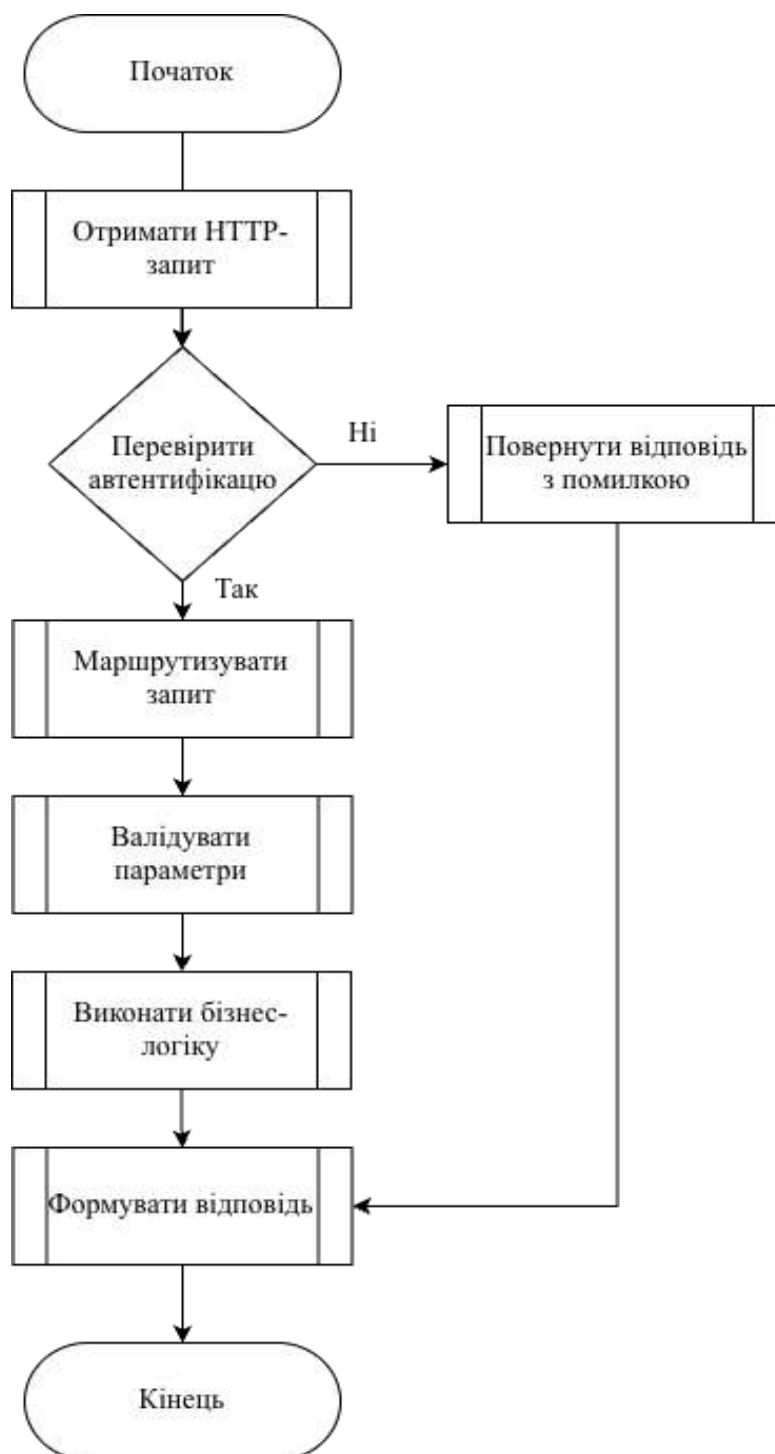 Початок
Отримати HTTP-
запит
Перевірити
автентифікацю
Ні
Повернути відповідь
з помилкою
Так
Маршрутизувати
запит
Валідувати
параметри
Виконати бізнес-
логіку
Формувати відповідь
Кінець